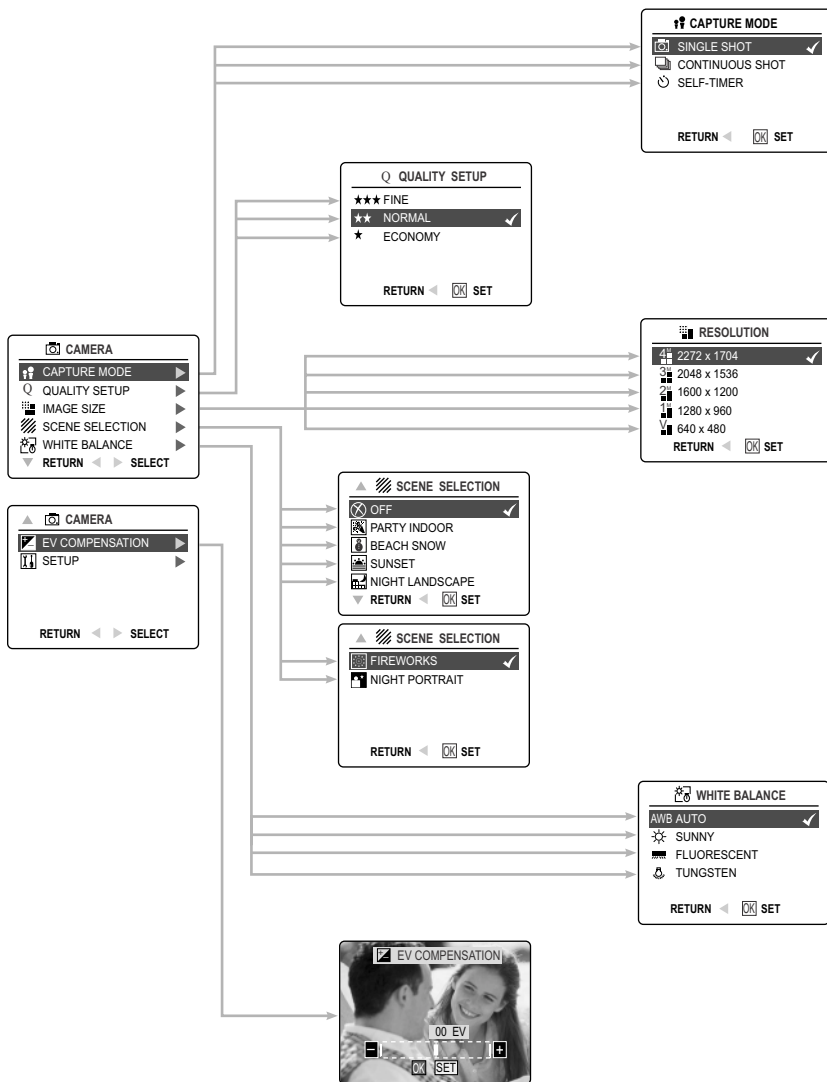 CAPTURE MODE
SINGLE SHOT
CONTINUOUS SHOT
SELF-TIMER
RETURN OK SET
Q QUALITY SETUP
FINE
NORMAL
ECONOMY
RETURN OK SET
CAMERA
CAPTURE MODE
Q QUALITY SETUP
IMAGE SIZE
SCENE SELECTION
WHITE BALANCE
RETURN SELECT
RESOLUTION
4M 2272 x 1704
3M 2048 x 1536
2M 1600 x 1200
1M 1280 x 960
V 640 x 480
RETURN OK SET
CAMERA
EV COMPENSATION
SETUP
RETURN SELECT
SCENE SELECTION
OFF
PARTY INDOOR
BEACH SNOW
SUNSET
NIGHT LANDSCAPE
RETURN OK SET
SCENE SELECTION
FIREWORKS
NIGHT PORTRAIT
RETURN OK SET
WHITE BALANCE
AWB AUTO
SUNNY
FLUORESCENT
TUNGSTEN
RETURN OK SET
EV COMPENSATION
00 EV
OK SET